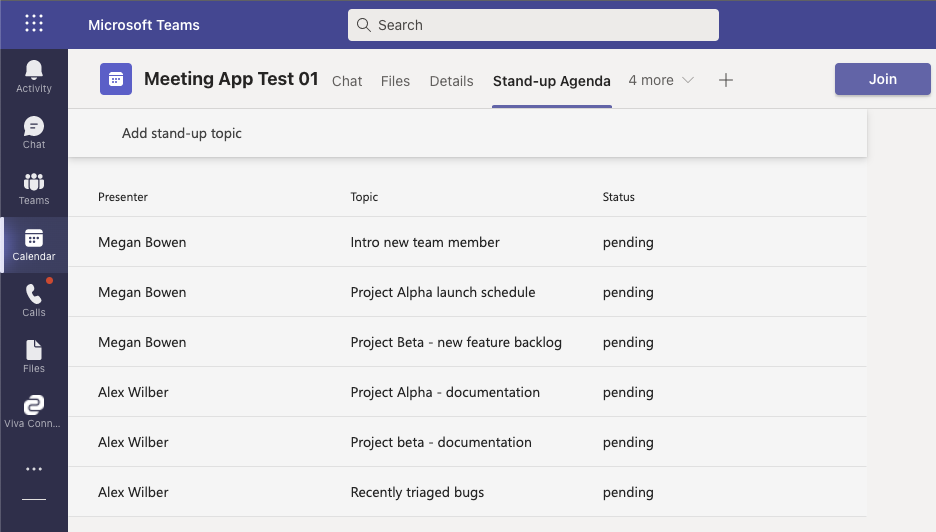 Microsoft Teams
Search
Activity
Chat
Teams
Calendar
Calls
Files
Viva Conn...
Meeting App Test 01 Chat Files Details Stand-up Agenda 4 more Join
Add stand-up topic
Presenter Topic Status
Megan Bowen Intro new team member pending
Megan Bowen Project Alpha launch schedule pending
Megan Bowen Project Beta - new feature backlog pending
Alex Wilber Project Alpha - documentation pending
Alex Wilber Project beta - documentation pending
Alex Wilber Recently triaged bugs pending